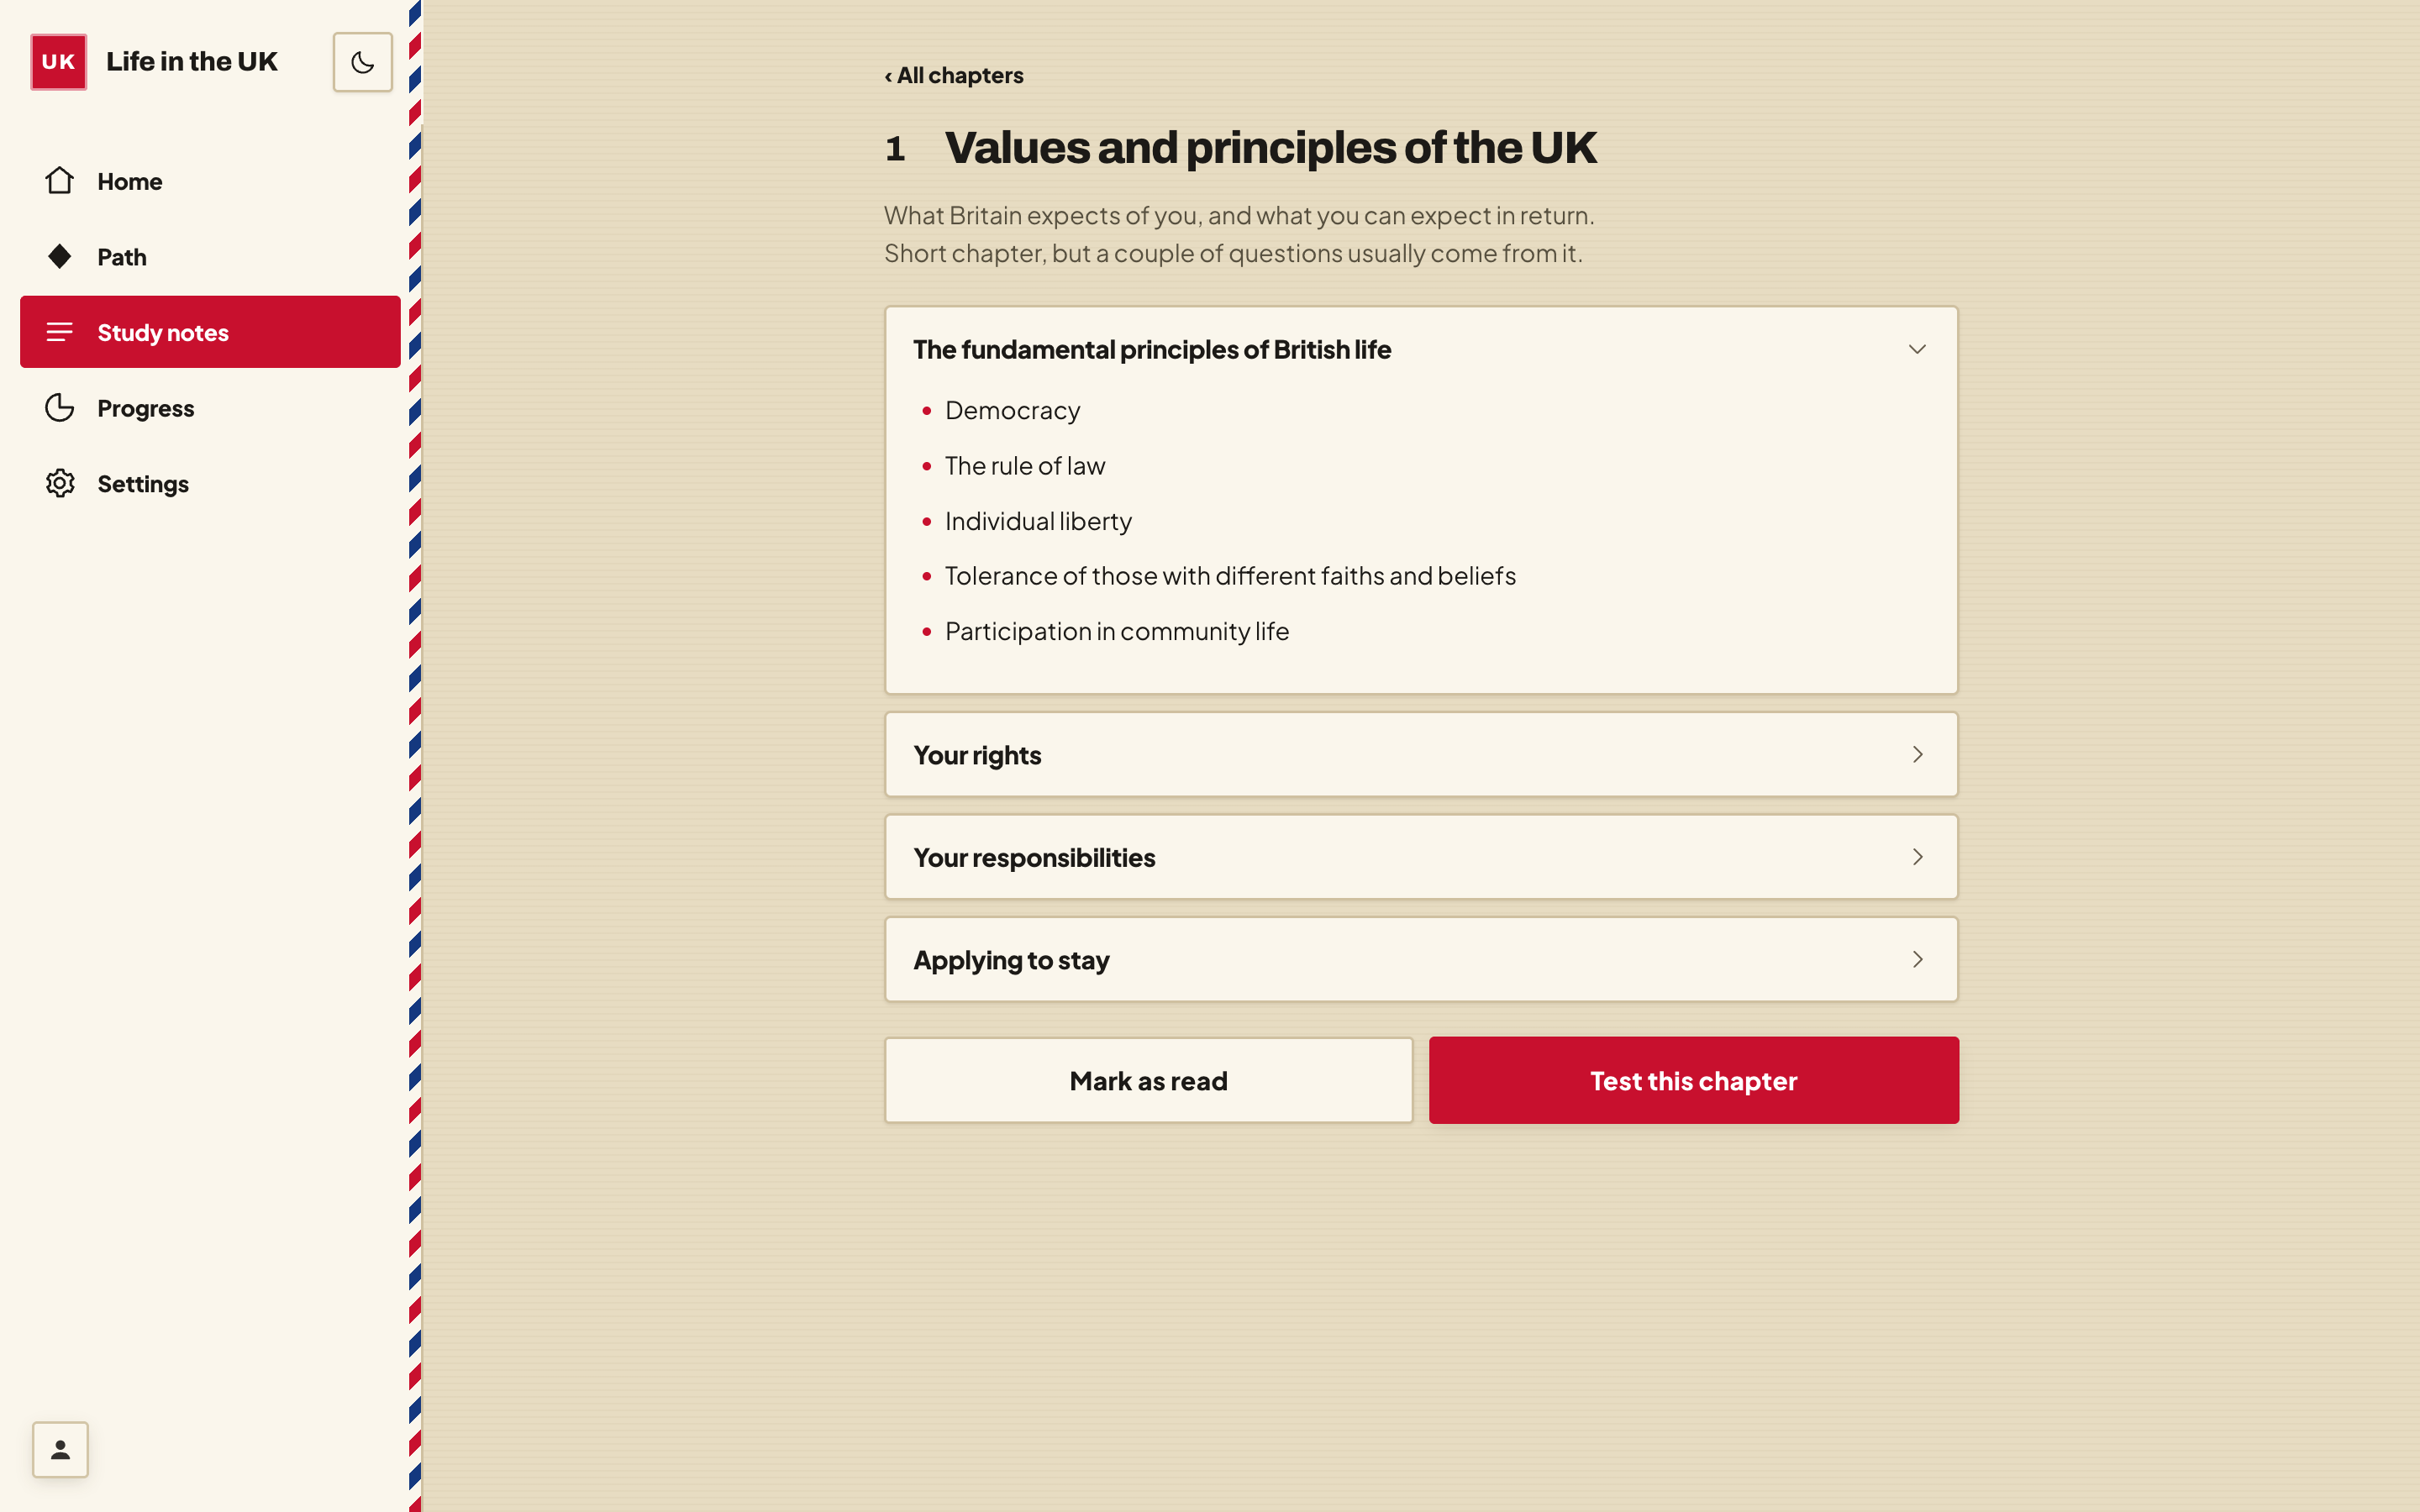 UK
Life in the UK
Home
Path
Study notes
Progress
Settings
‹ All chapters
1 Values and principles of the UK
What Britain expects of you, and what you can expect in return.
Short chapter, but a couple of questions usually come from it.
The fundamental principles of British life
• Democracy
• The rule of law
• Individual liberty
• Tolerance of those with different faiths and beliefs
• Participation in community life
Your rights
Your responsibilities
Applying to stay
Mark as read
Test this chapter